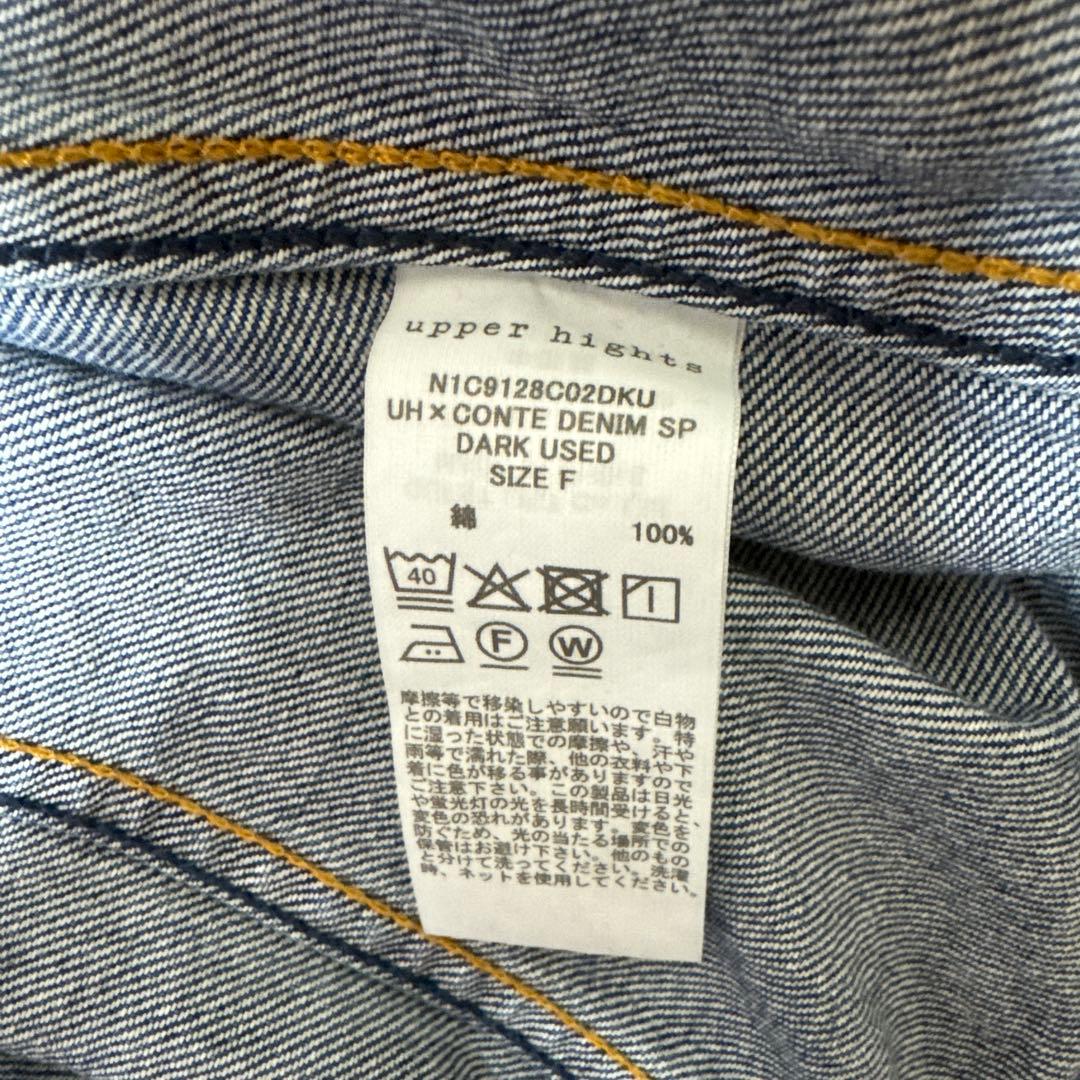 upper hights
N1C9128C02DKU
UH×CONTE DENIM SP
DARK USED
SIZE F
綿 100%
40
F W
摩擦等で移染しやすいので白物
との着用はご注意願います。特
に湿った状態での摩擦や、汗や
雨等で濡れた際、他の衣料や下
着に色が移る事がありますので
ご注意下さい。この製品は日光
や蛍光灯の光を長時間受けると、
変色の恐れがあります。変色を
防ぐため、光の当たる場所での
保管はお避け下さい。他のもの
と分けて洗ってください。洗濯
時、ネットを使用してください。